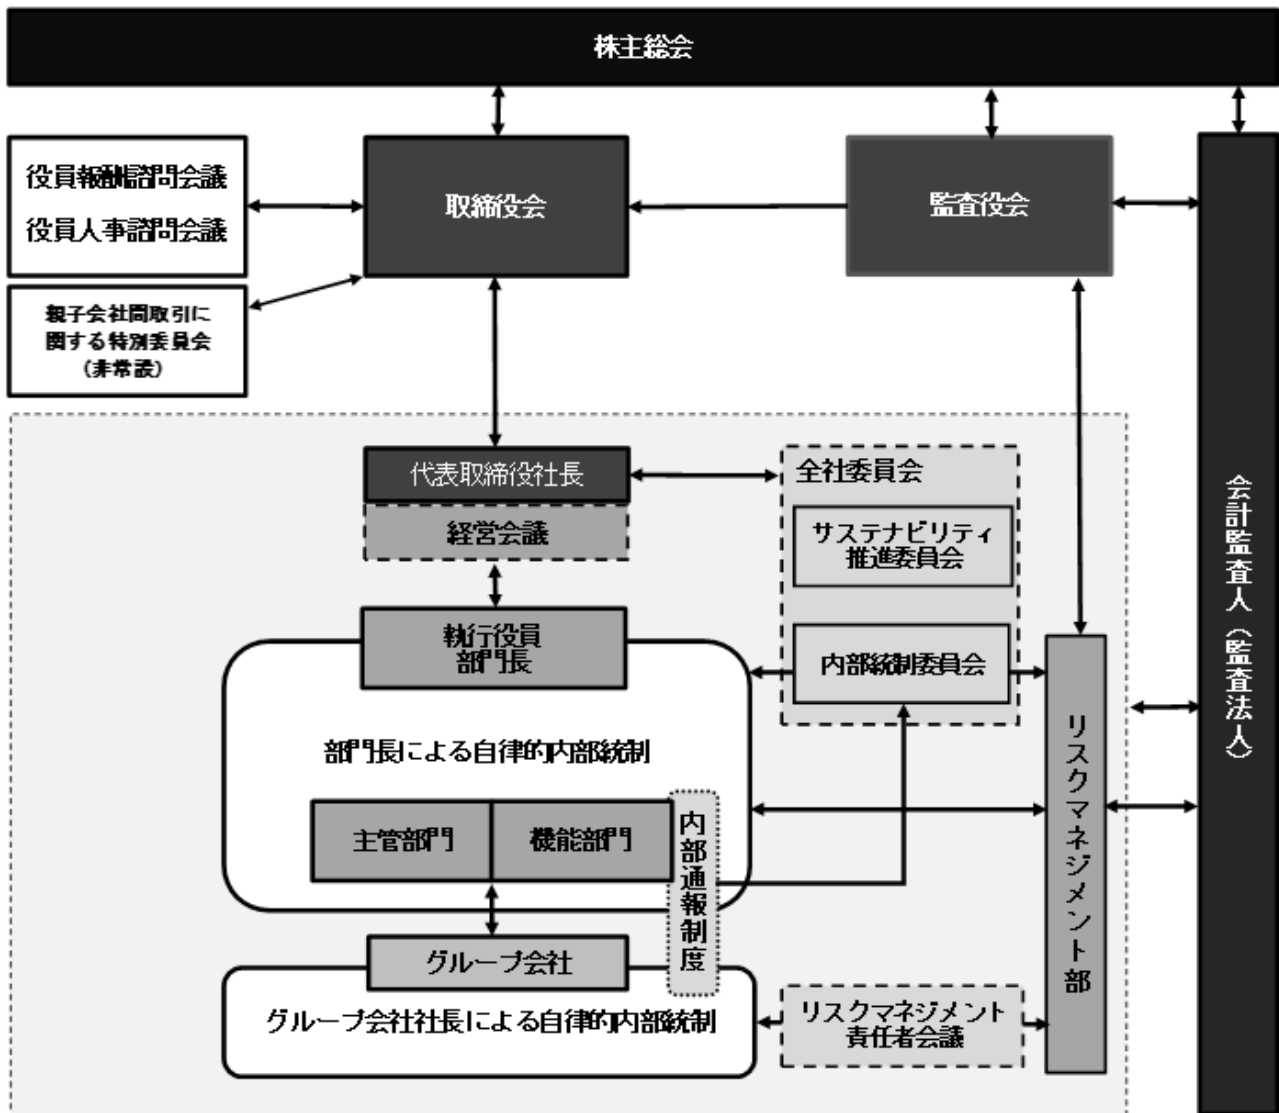 株主総会
役員報酬諮問会議
役員人事諮問会議
取締役会
監査役会
親子会社間取引に
関する特別委員会
(非常設)
代表取締役社長
経営会議
全社委員会
サステナビリティ
推進委員会
執行役員
部門長
内部統制委員会
部門長による自律的内部統制
主管部門
機能部門
内部通報制度
グループ会社
グループ会社社長による自律的内部統制
リスクマネジメント
責任者会議
リスクマネジメント部
会計監査人(監査法人)